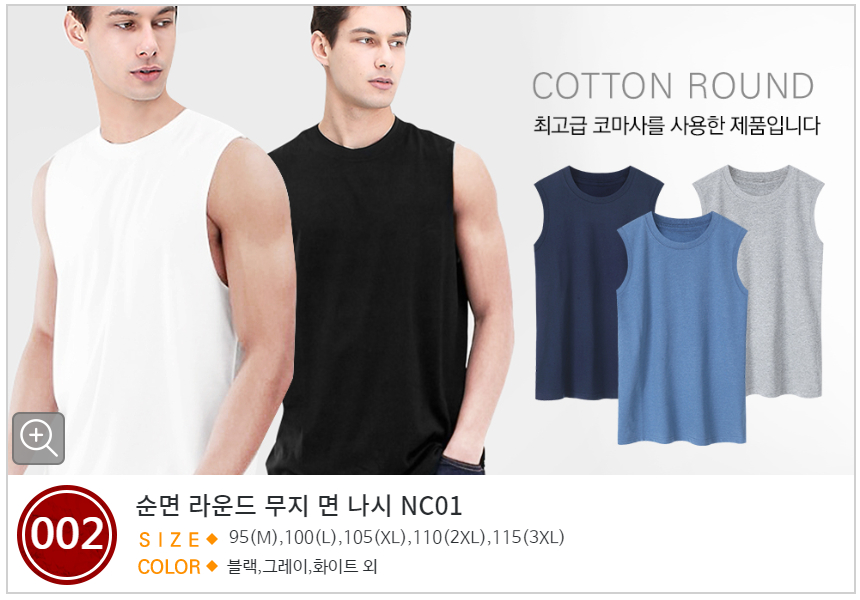 COTTON ROUND
최고급 코마사를 사용한 제품입니다
002
순면 라운드 무지 면 나시 NC01
SIZE ◆ 95(M),100(L),105(XL),110(2XL),115(3XL)
COLOR ◆ 블랙,그레이,화이트 외